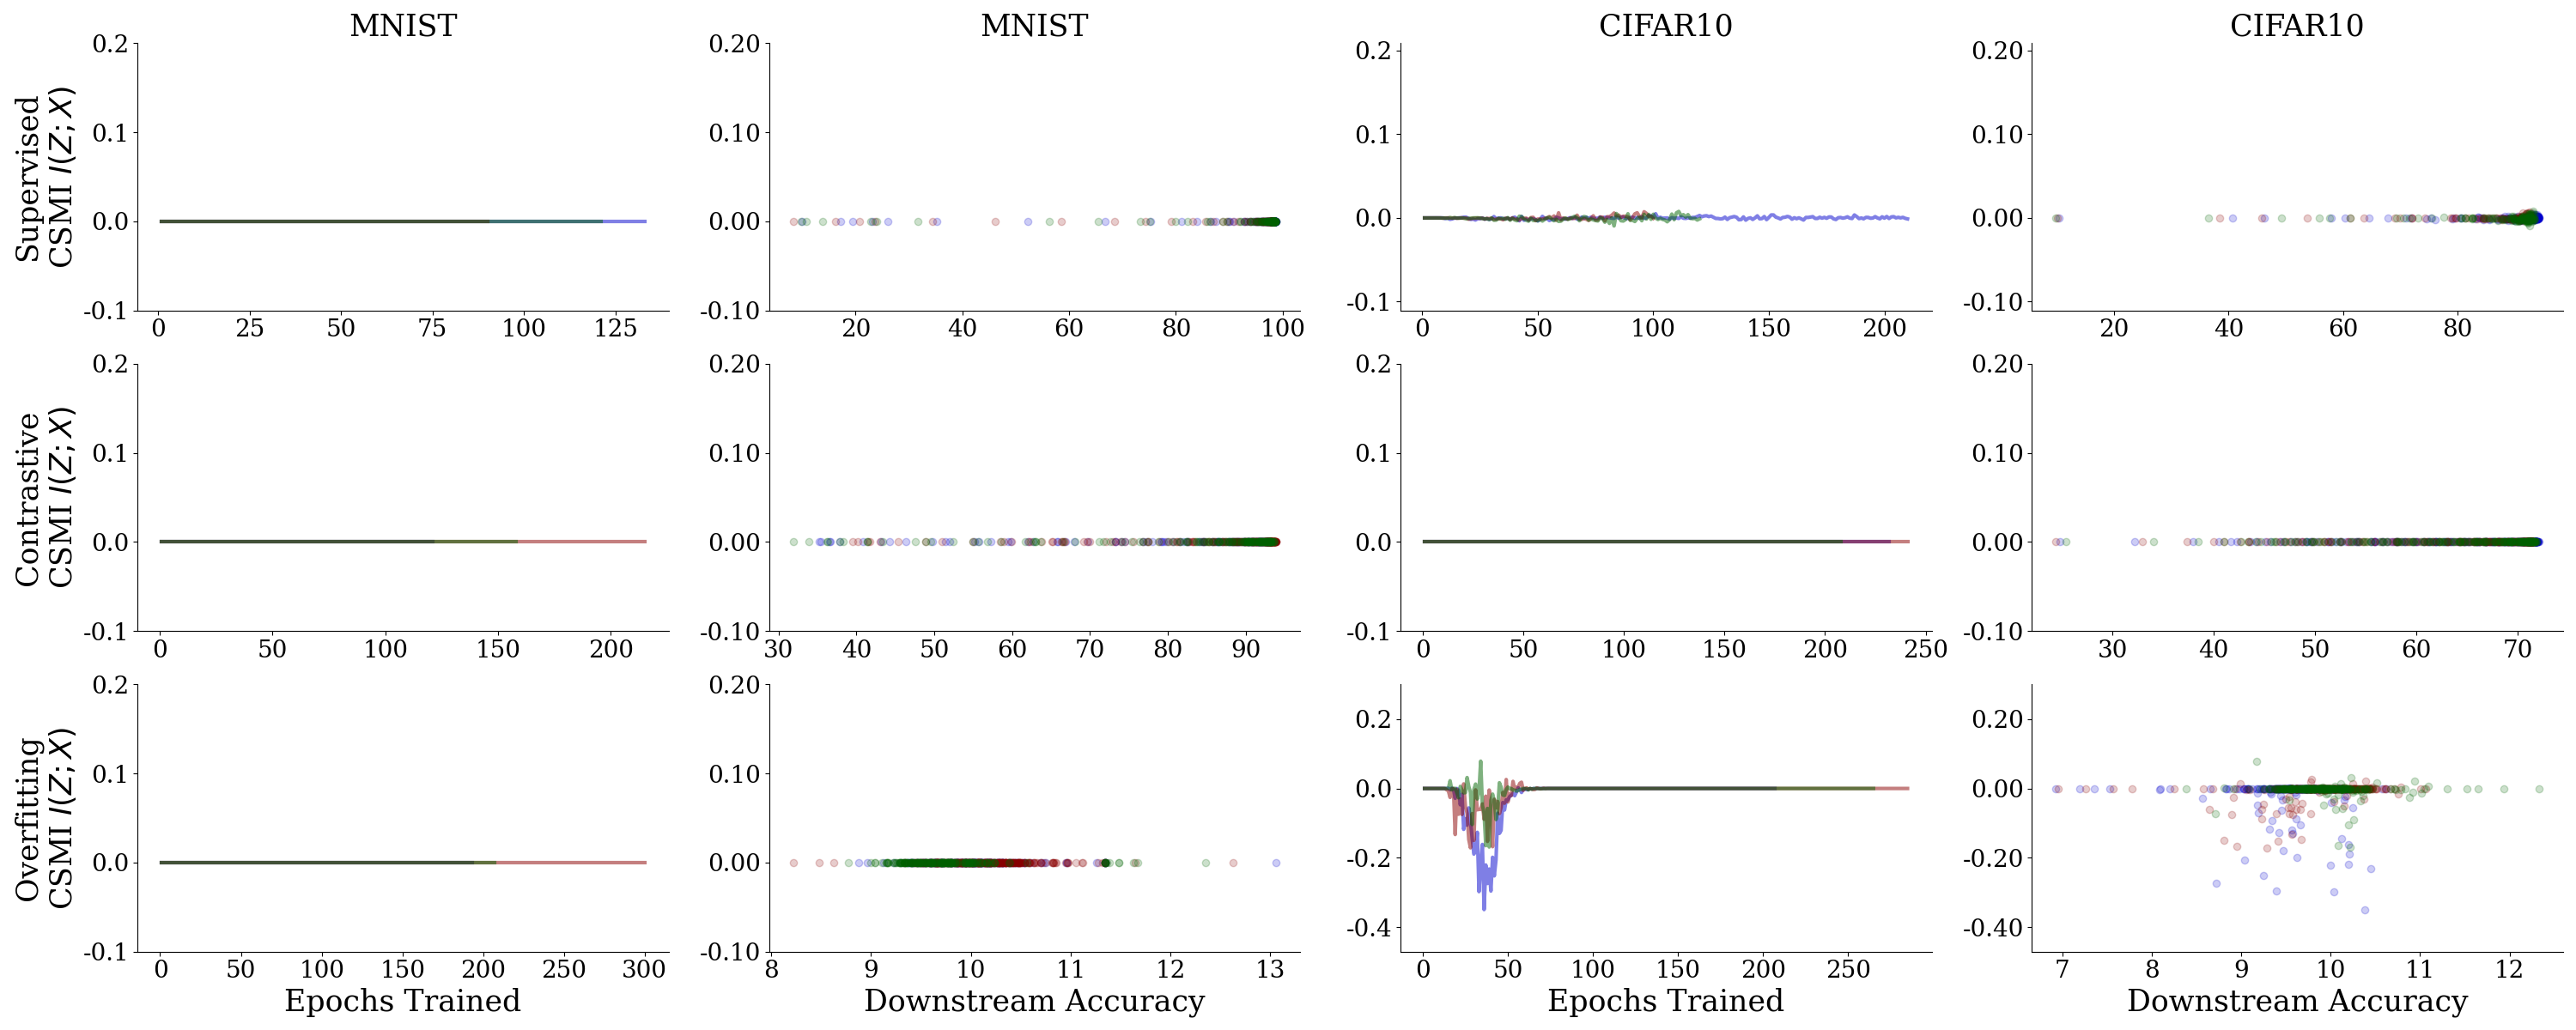 MNIST MNIST CIFAR10 CIFAR10
Supervised
CSMI I(Z; X)
0.2
0.1
0.0
-0.1
0 25 50 75 100 125
0.20
0.10
0.00
-0.10
20 40 60 80 100
0.2
0.1
0.0
-0.1
0 50 100 150 200
0.20
0.10
0.00
-0.10
20 40 60 80
Contrastive
CSMI I(Z; X)
0.2
0.1
0.0
-0.1
0 50 100 150 200
0.20
0.10
0.00
-0.10
30 40 50 60 70 80 90
0.2
0.1
0.0
-0.1
0 50 100 150 200 250
0.20
0.10
0.00
-0.10
30 40 50 60 70
Overfitting
CSMI I(Z; X)
0.2
0.1
0.0
-0.1
0 50 100 150 200 250 300
Epochs Trained
0.20
0.10
0.00
-0.10
8 9 10 11 12 13
Downstream Accuracy
0.2
0.0
-0.2
-0.4
0 50 100 150 200 250
Epochs Trained
0.20
0.00
-0.20
-0.40
7 8 9 10 11 12
Downstream Accuracy